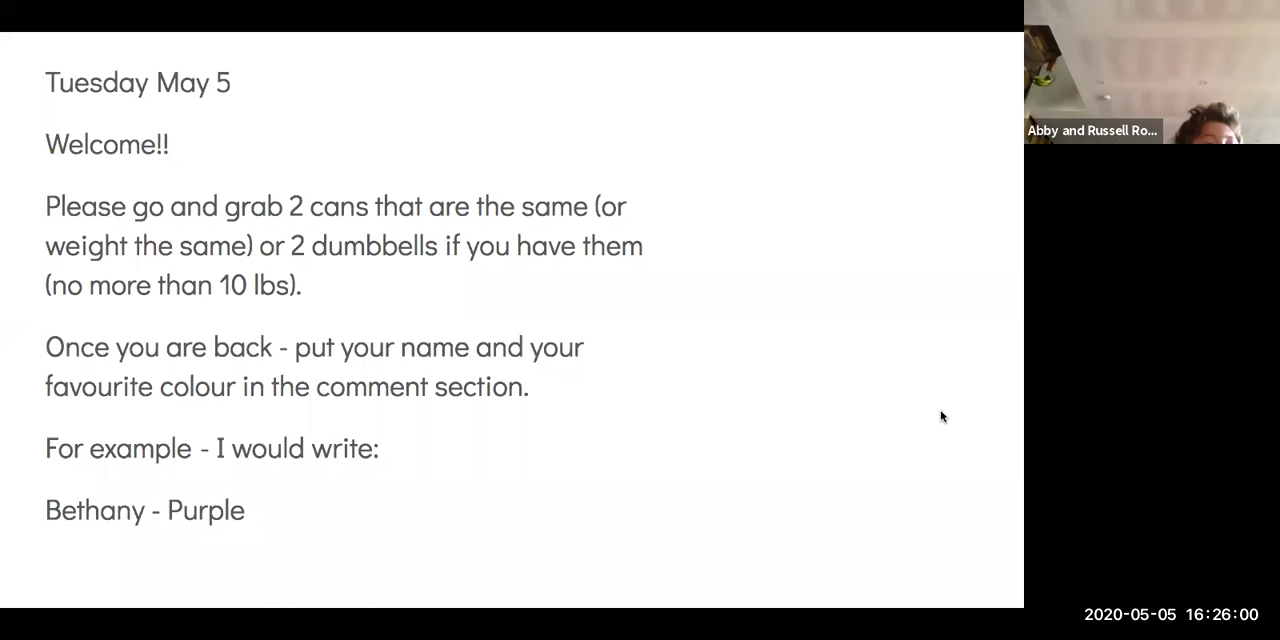 Tuesday May 5
Welcome!!
Please go and grab 2 cans that are the same (or
weight the same) or 2 dumbbells if you have them
(no more than 10 lbs).
Once you are back - put your name and your
favourite colour in the comment section.
For example - I would write:
Bethany - Purple
Abby and Russell Ro...
2020-05-05 16:26:00